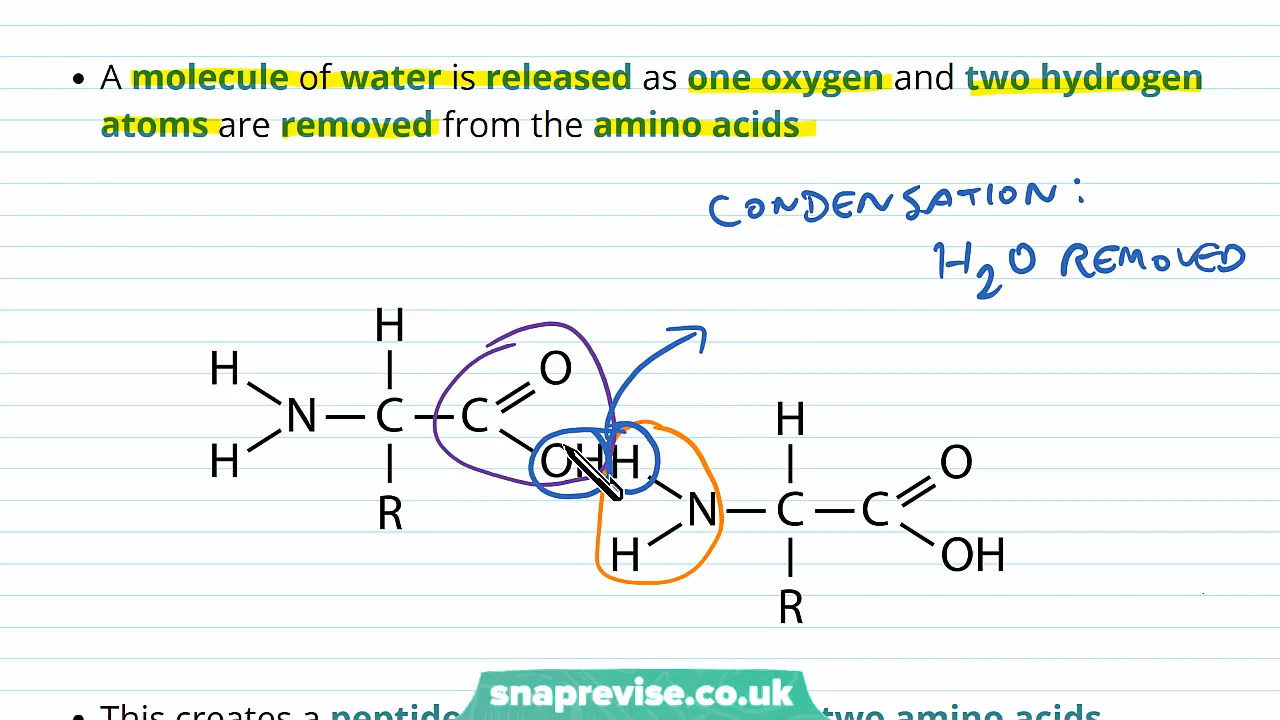 • A molecule of water is released as one oxygen and two hydrogen
atoms are removed from the amino acids
CONDENSATION:
H₂O REMOVED
H
H
O
N C C
H
OH H
H
R
O
N C C
H
OH
R
snaprevise.co.uk
• This creates a peptide two amino acids